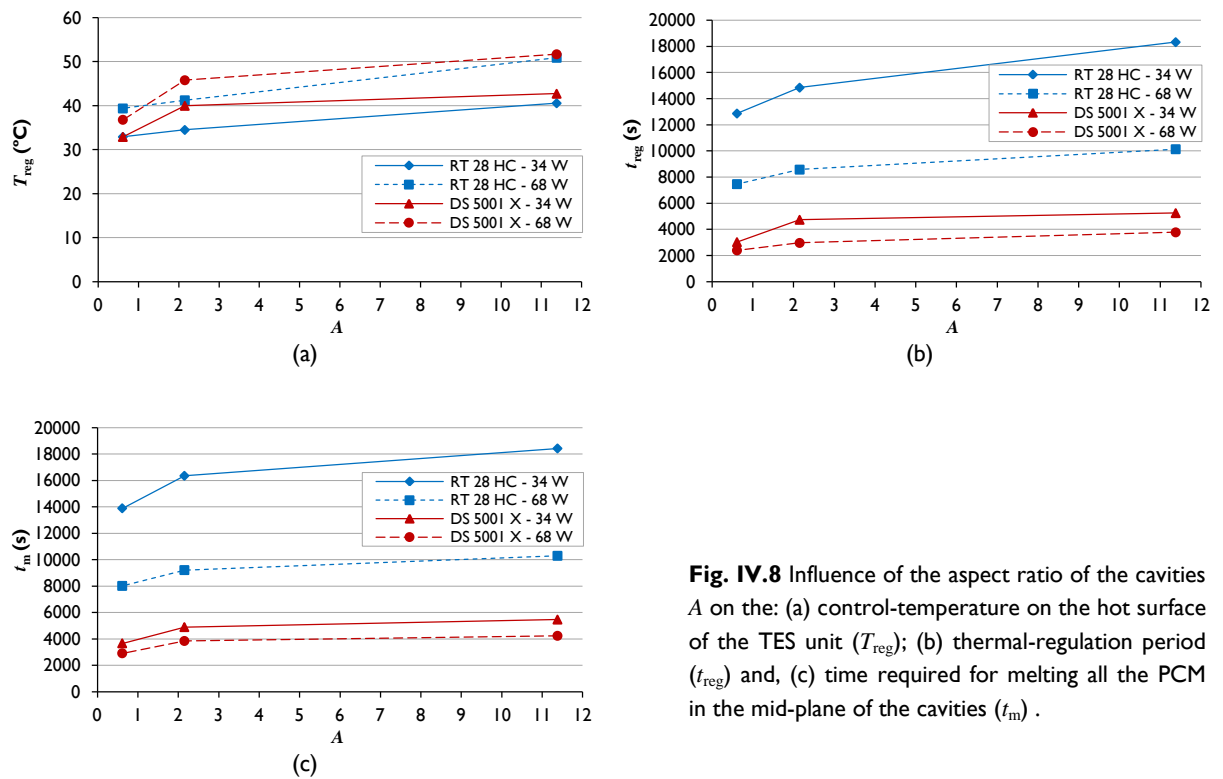 60
50
40
30
20
10
0
T_reg (°C)
0 1 2 3 4 5 6 7 8 9 10 11 12
A
RT 28 HC - 34 W
RT 28 HC - 68 W
DS 5001 X - 34 W
DS 5001 X - 68 W
(a)
20000
18000
16000
14000
12000
10000
8000
6000
4000
2000
0
t_reg (s)
0 1 2 3 4 5 6 7 8 9 10 11 12
A
RT 28 HC - 34 W
RT 28 HC - 68 W
DS 5001 X - 34 W
DS 5001 X - 68 W
(b)
20000
18000
16000
14000
12000
10000
8000
6000
4000
2000
0
t_m (s)
0 1 2 3 4 5 6 7 8 9 10 11 12
A
RT 28 HC - 34 W
RT 28 HC - 68 W
DS 5001 X - 34 W
DS 5001 X - 68 W
(c)
Fig. IV.8 Influence of the aspect ratio of the cavities
A on the: (a) control-temperature on the hot surface
of the TES unit (T_reg); (b) thermal-regulation period
(t_reg) and, (c) time required for melting all the PCM
in the mid-plane of the cavities (t_m) .